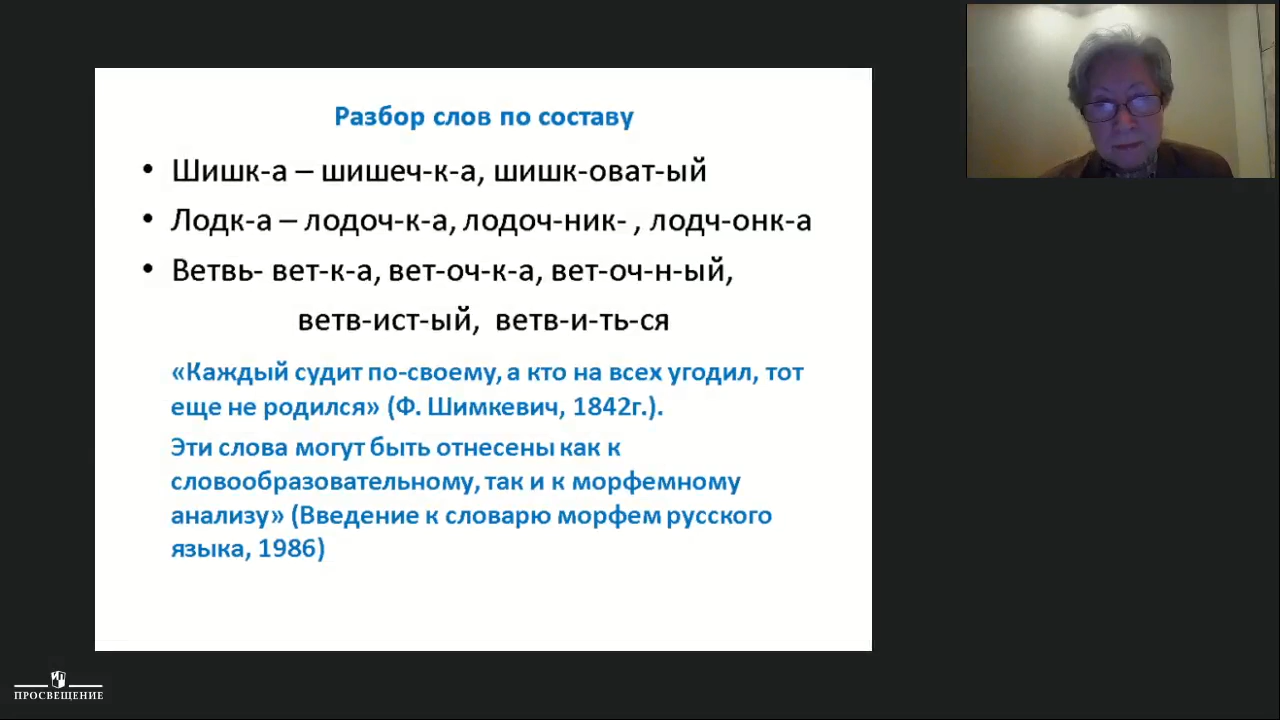 Разбор слов по составу
• Шишк-а – шишеч-к-а, шишк-оват-ый
• Лодк-а – лодоч-к-а, лодоч-ник- , лодч-онк-а
• Ветвь- вет-к-а, вет-оч-к-а, вет-оч-н-ый,
ветв-ист-ый, ветв-и-ть-ся
«Каждый судит по-своему, а кто на всех угодил, тот
еще не родился» (Ф. Шимкевич, 1842г.).
Эти слова могут быть отнесены как к
словообразовательному, так и к морфемному
анализу» (Введение к словарю морфем русского
языка, 1986)
ПРОСВЕЩЕНИЕ